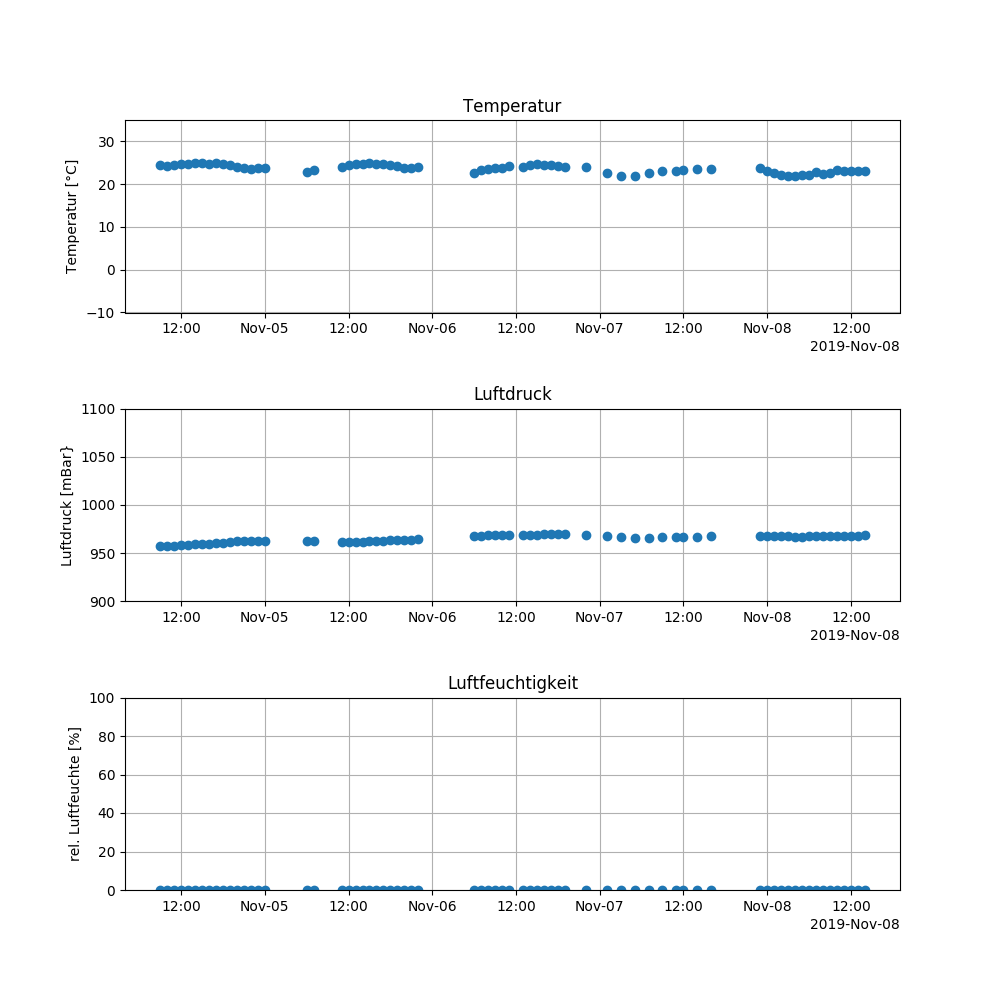 Temperatur
Temperatur [°C]
30
20
10
0
−10
12:00 Nov-05 12:00 Nov-06 12:00 Nov-07 12:00 Nov-08 12:00
2019-Nov-08
Luftdruck
Luftdruck [mBar}
1100
1050
1000
950
900
12:00 Nov-05 12:00 Nov-06 12:00 Nov-07 12:00 Nov-08 12:00
2019-Nov-08
Luftfeuchtigkeit
rel. Luftfeuchte [%]
100
80
60
40
20
0
12:00 Nov-05 12:00 Nov-06 12:00 Nov-07 12:00 Nov-08 12:00
2019-Nov-08